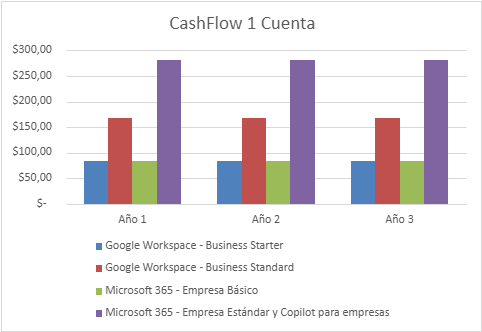 CashFlow 1 Cuenta
$300,00
$250,00
$200,00
$150,00
$100,00
$50,00
$-
Año 1
Año 2
Año 3
Google Workspace - Business Starter
Google Workspace - Business Standard
Microsoft 365 - Empresa Básico
Microsoft 365 - Empresa Estándar y Copilot para empresas